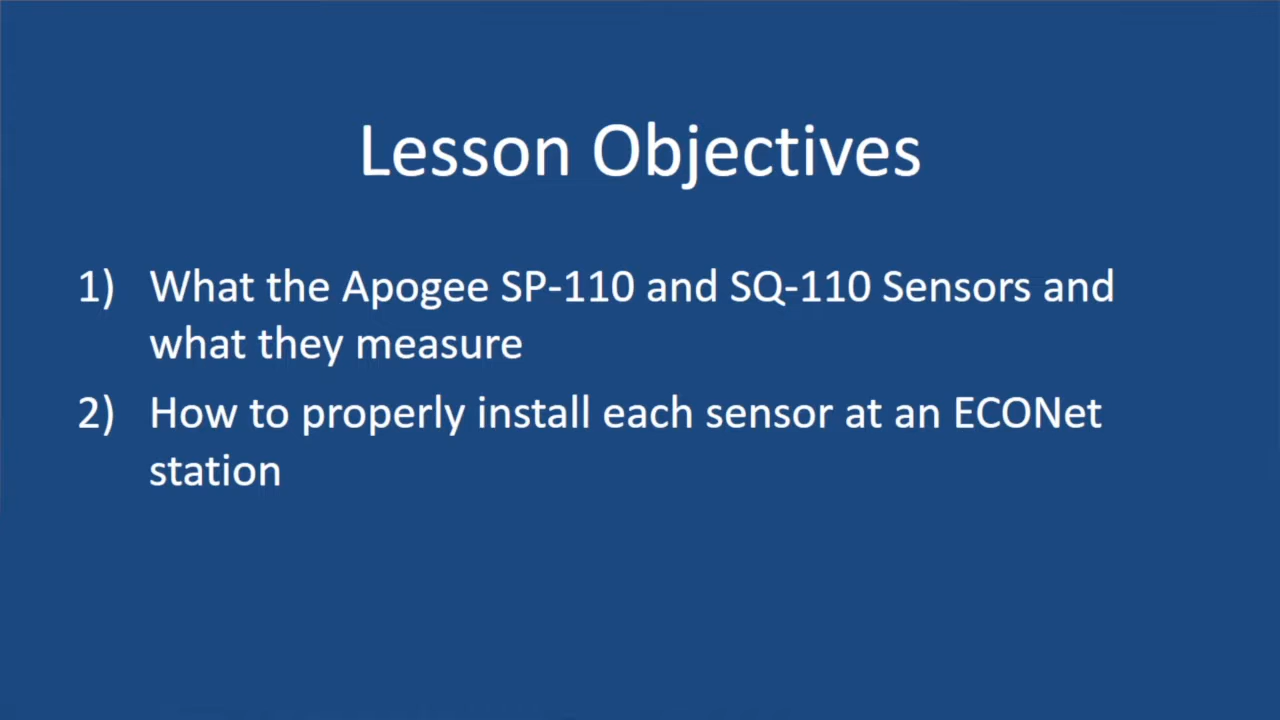 Lesson Objectives
1) What the Apogee SP-110 and SQ-110 Sensors and
what they measure
2) How to properly install each sensor at an ECONet
station